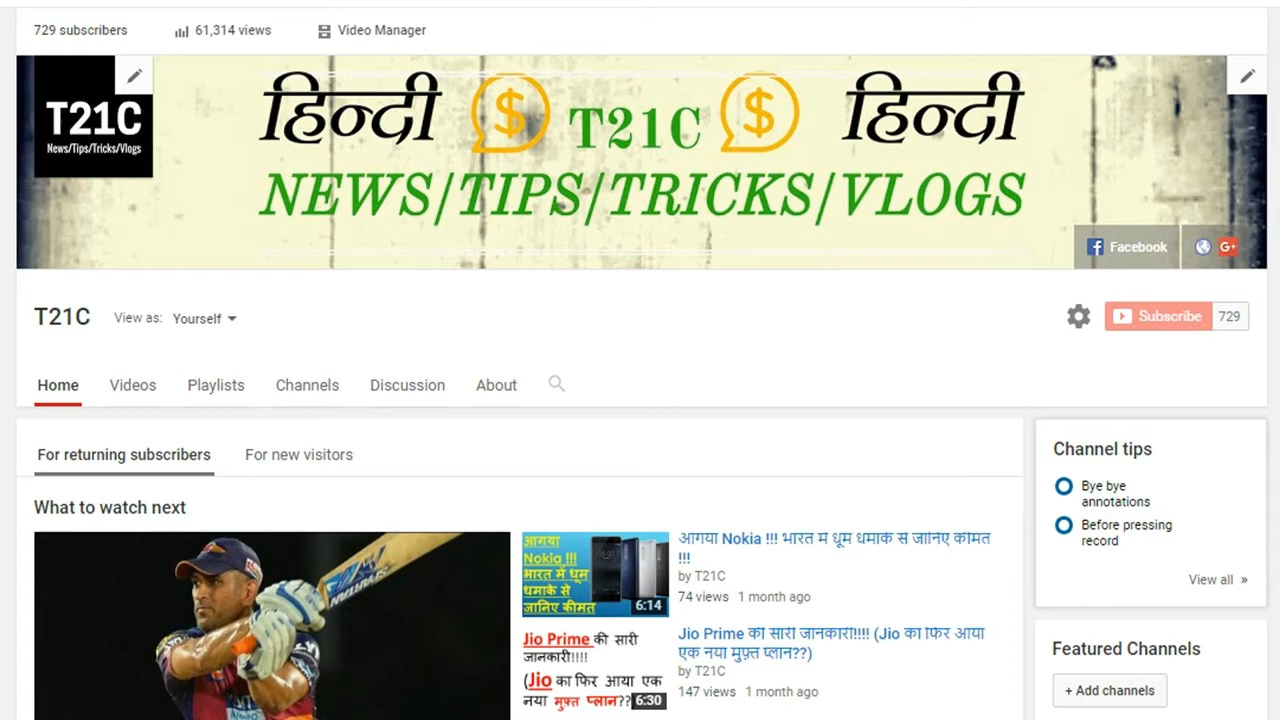 729 subscribers
61,314 views
Video Manager
T21C
News/Tips/Tricks/Vlogs
हिन्दी $ T21C $ हिन्दी
NEWS/TIPS/TRICKS/VLOGS
Facebook
G+
T21C
View as: Yourself
Subscribe 729
Home Videos Playlists Channels Discussion About
For returning subscribers For new visitors
What to watch next
आगया
Nokia !!!
भारत में धूम
धमाके से
जानिए कीमत
6:14
आगया Nokia !!! भारत में धूम धमाके से जानिए कीमत
!!!
by T21C
74 views 1 month ago
Jio Prime की सारी
जानकारी!!!!
(Jio का फिर आया एक
नया मुफ़्त प्लान??
6:30
Jio Prime की सारी जानकारी!!!! (Jio का फिर आया
एक नया मुफ़्त प्लान??)
by T21C
147 views 1 month ago
Channel tips
Bye bye
annotations
Before pressing
record
View all »
Featured Channels
+ Add channels